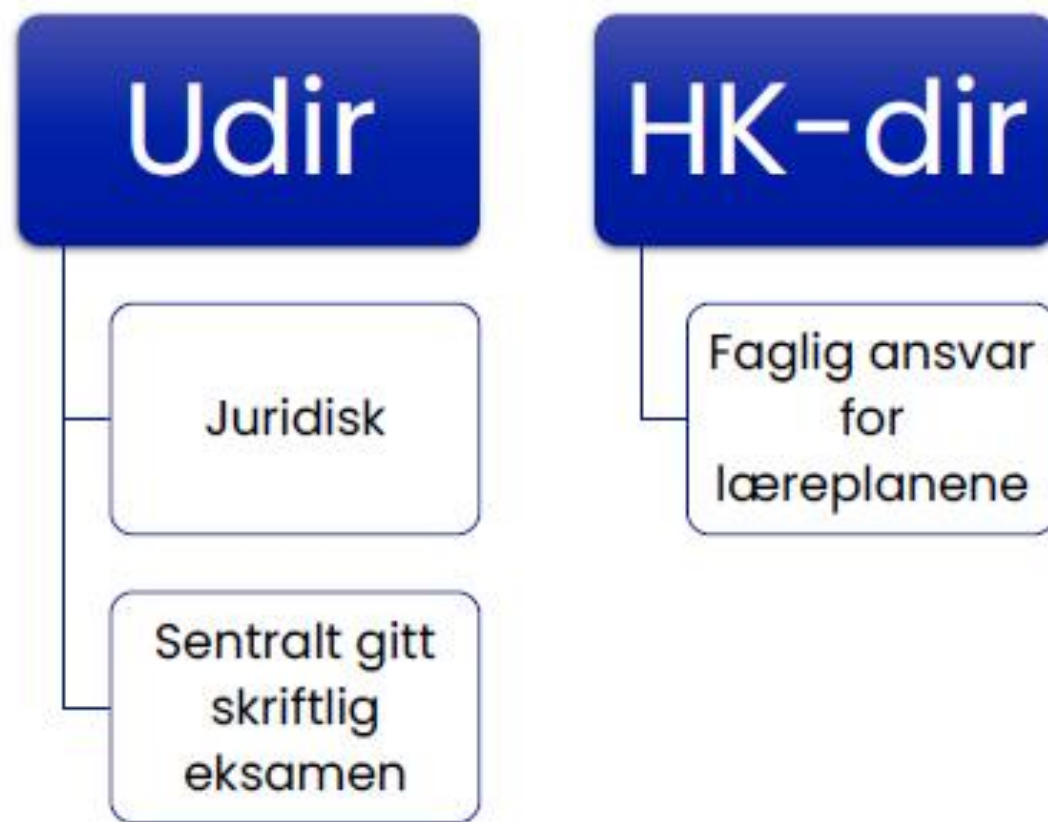 Udir
Juridisk
Sentralt gitt
skriftlig
eksamen
HK-dir
Faglig ansvar
for
læreplanene